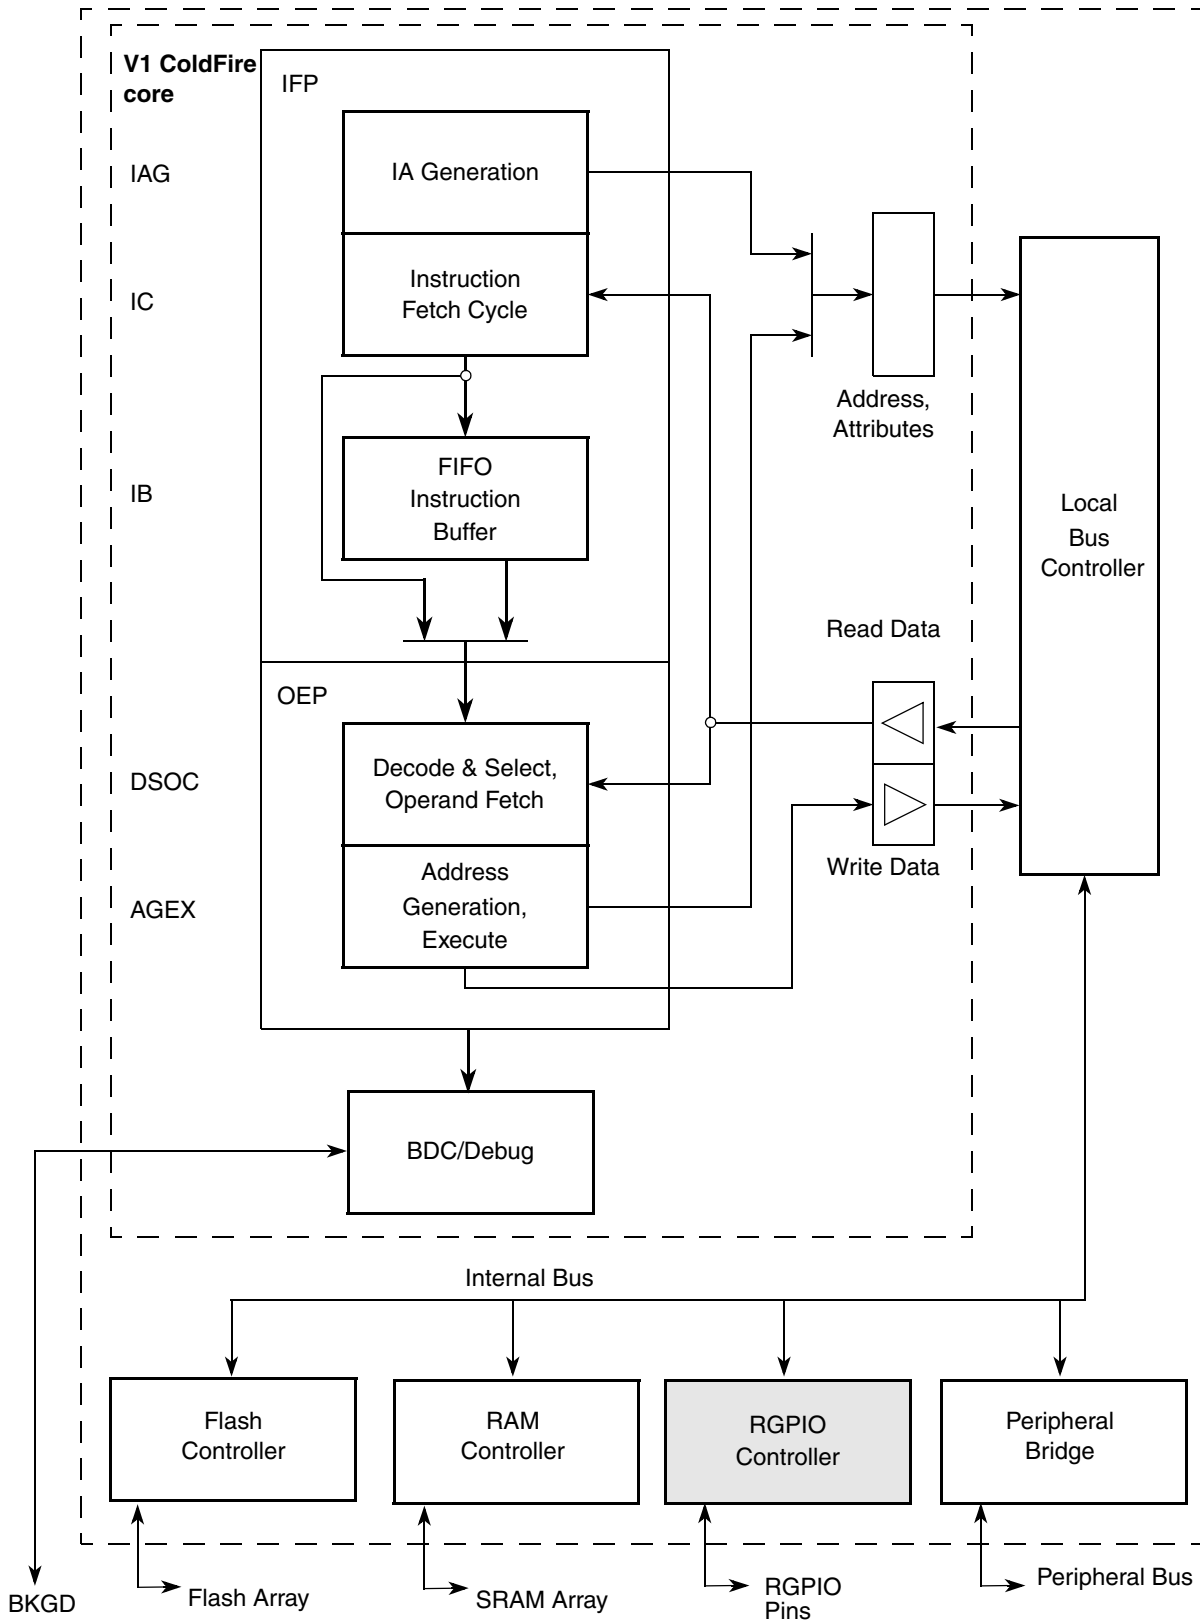 V1 ColdFire
core
IFP
IAG
IA Generation
IC
Instruction
Fetch Cycle
Address,
Attributes
IB
FIFO
Instruction
Buffer
Local
Bus
Controller
Read Data
OEP
DSOC
Decode & Select,
Operand Fetch
Write Data
AGEX
Address
Generation,
Execute
BDC/Debug
Internal Bus
Flash
Controller
RAM
Controller
RGPIO
Controller
Peripheral
Bridge
BKGD
Flash Array
SRAM Array
RGPIO
Pins
Peripheral Bus